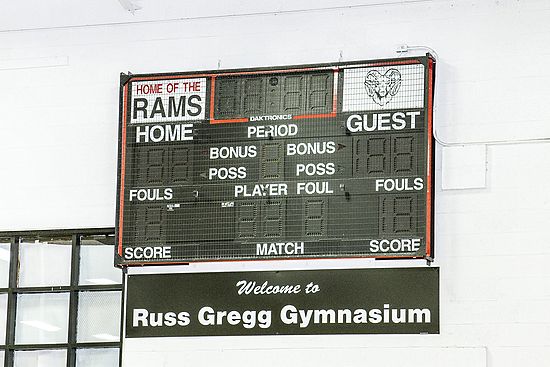 HOME OF THE
RAMS
DAKTRONICS
HOME PERIOD GUEST
BONUS BONUS
POSS POSS
FOULS PLAYER FOUL FOULS
SCORE MATCH SCORE
Welcome to
Russ Gregg Gymnasium